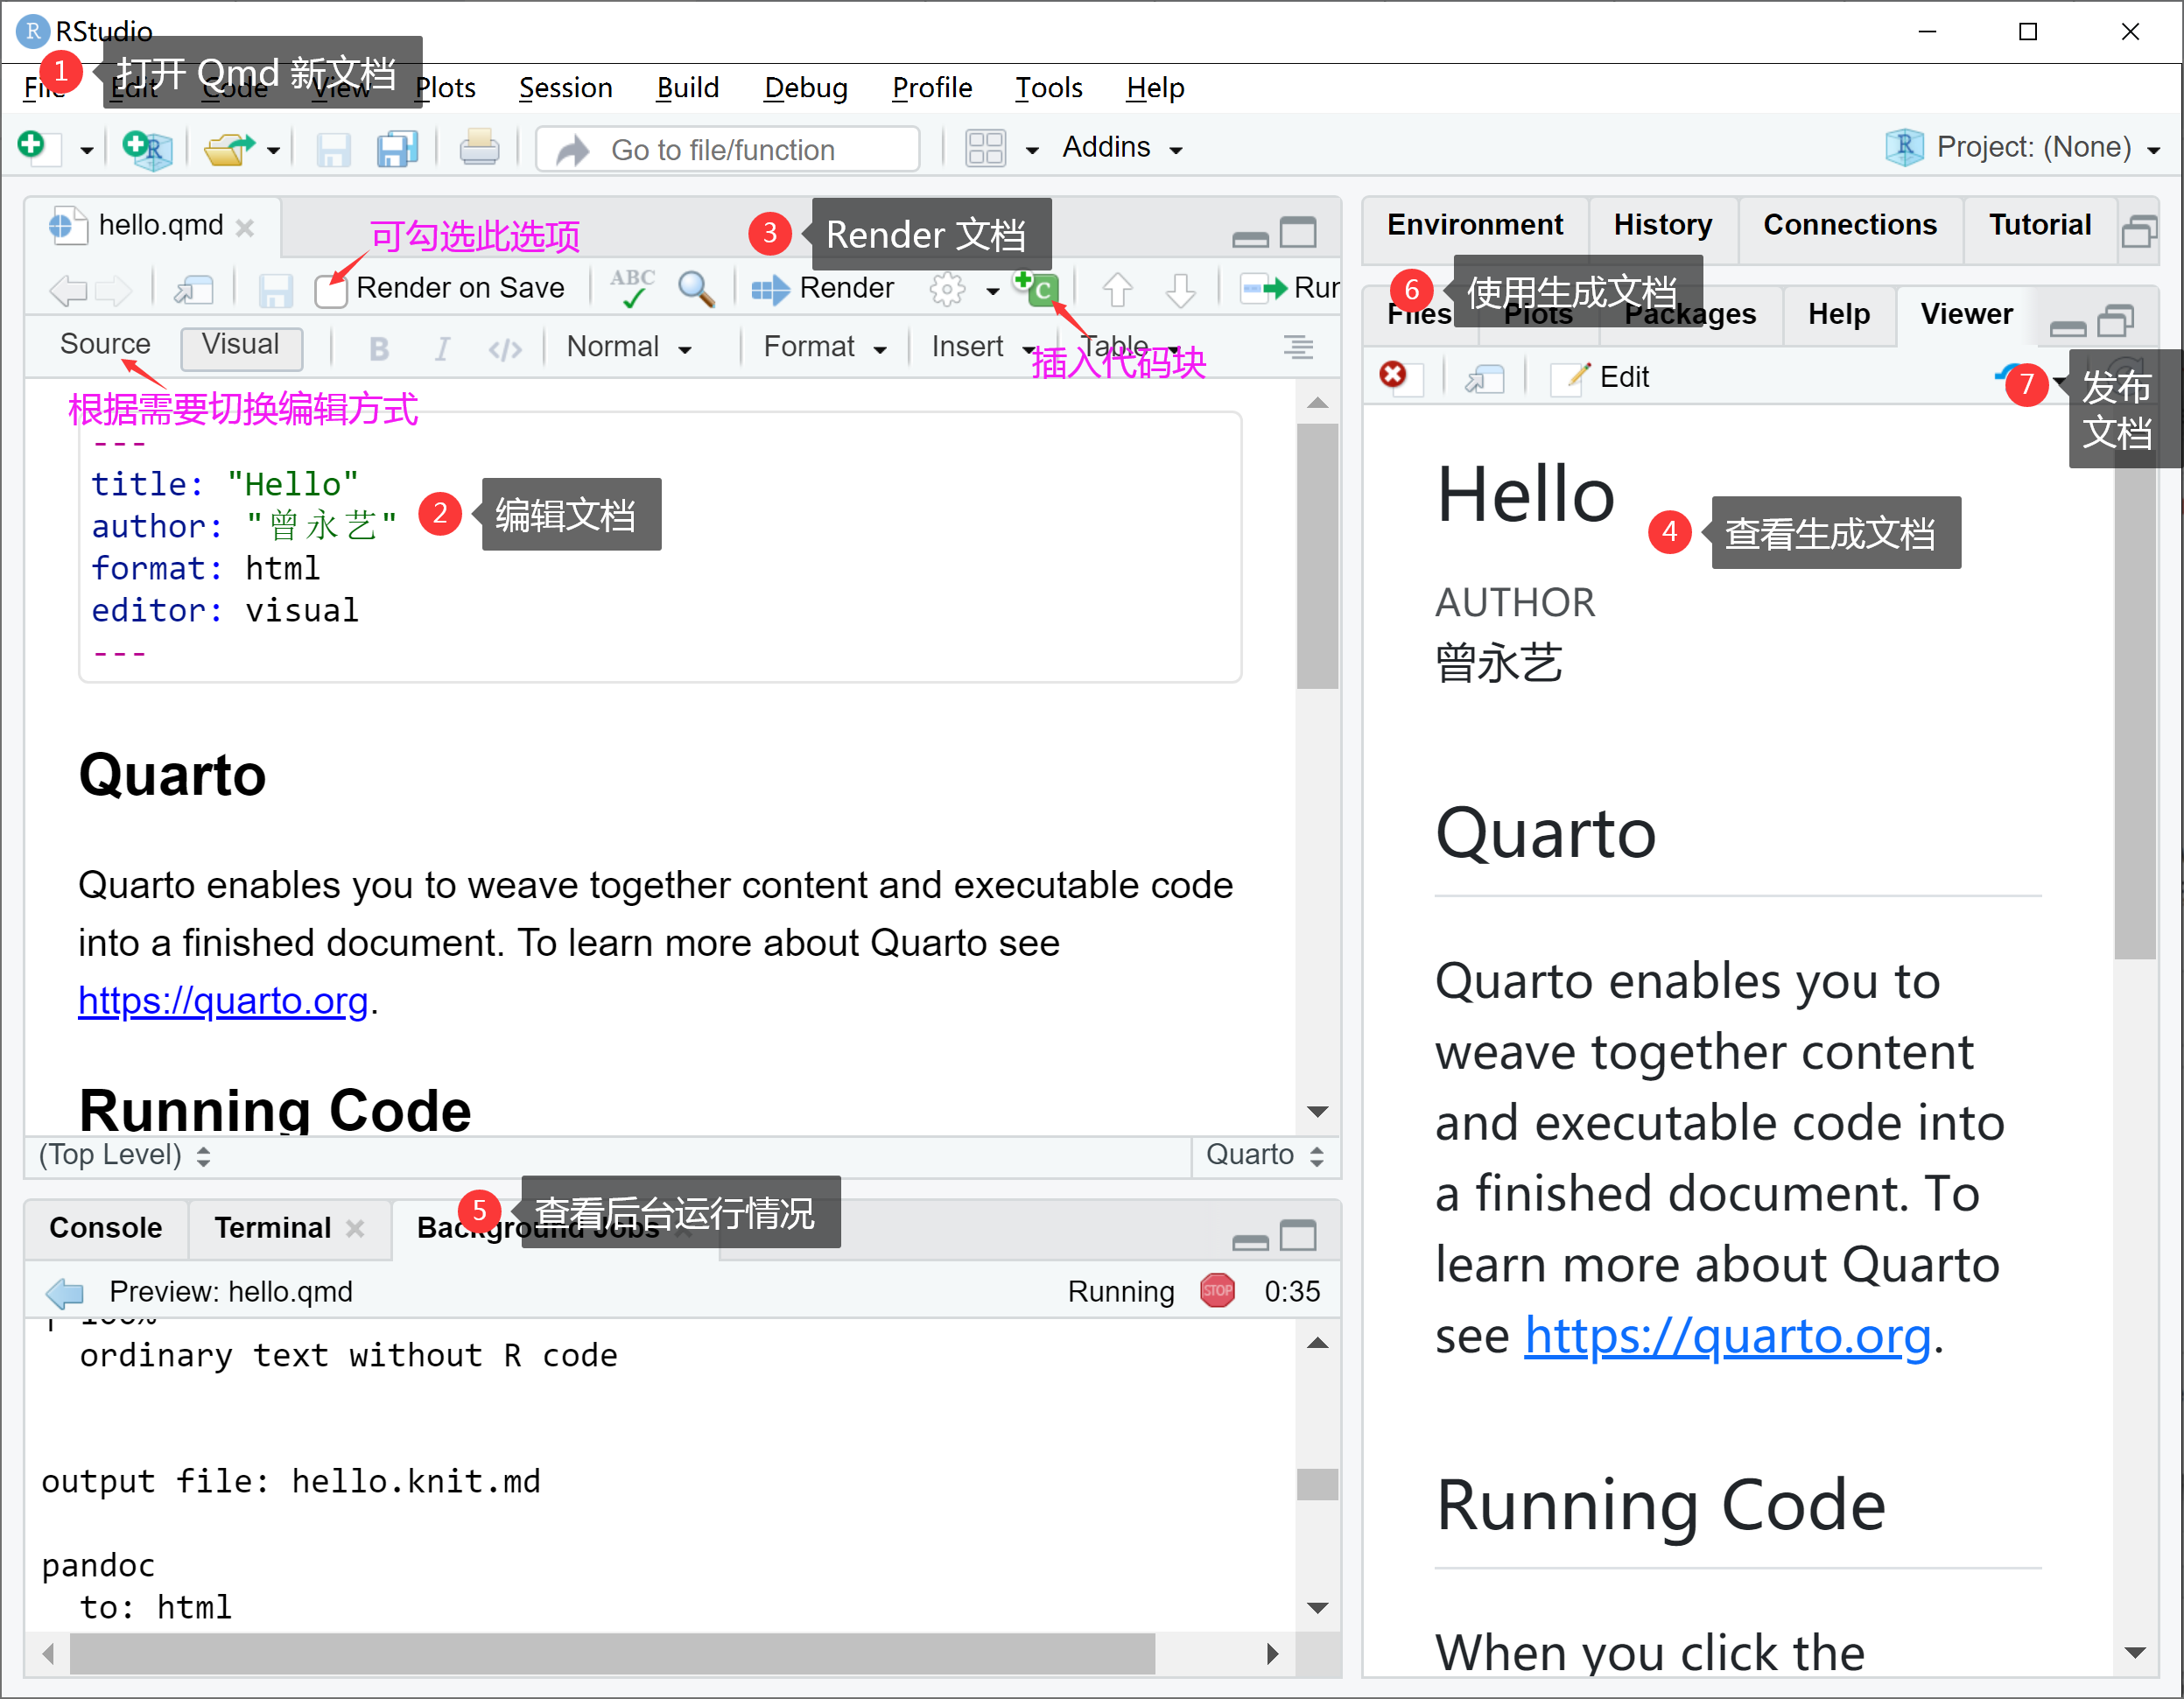 RStudio
1 打开 Qmd 新文档
File Edit Code View Plots Session Build Debug Profile Tools Help
Go to file/function Addins Project: (None)
hello.qmd
可勾选此选项
3 Render 文档
Render on Save ABC Render C Run
Source Visual B I </> Normal Format Insert Table
插入代码块
根据需要切换编辑方式
---
title: "Hello"
author: "曾永艺"
format: html
editor: visual
---
2 编辑文档
Quarto
Quarto enables you to weave together content and executable code
into a finished document. To learn more about Quarto see
https://quarto.org.
Running Code
(Top Level) Quarto
5 查看后台运行情况
Console Terminal Background Jobs
Preview: hello.qmd Running STOP 0:35
| 100%
ordinary text without R code
output file: hello.knit.md
pandoc
to: html
Environment History Connections Tutorial
6 使用生成文档
Files Plots Packages Help Viewer
Edit
7 发布
文档
Hello
4 查看生成文档
AUTHOR
曾永艺
Quarto
Quarto enables you to
weave together content
and executable code into
a finished document. To
learn more about Quarto
see https://quarto.org.
Running Code
When you click the